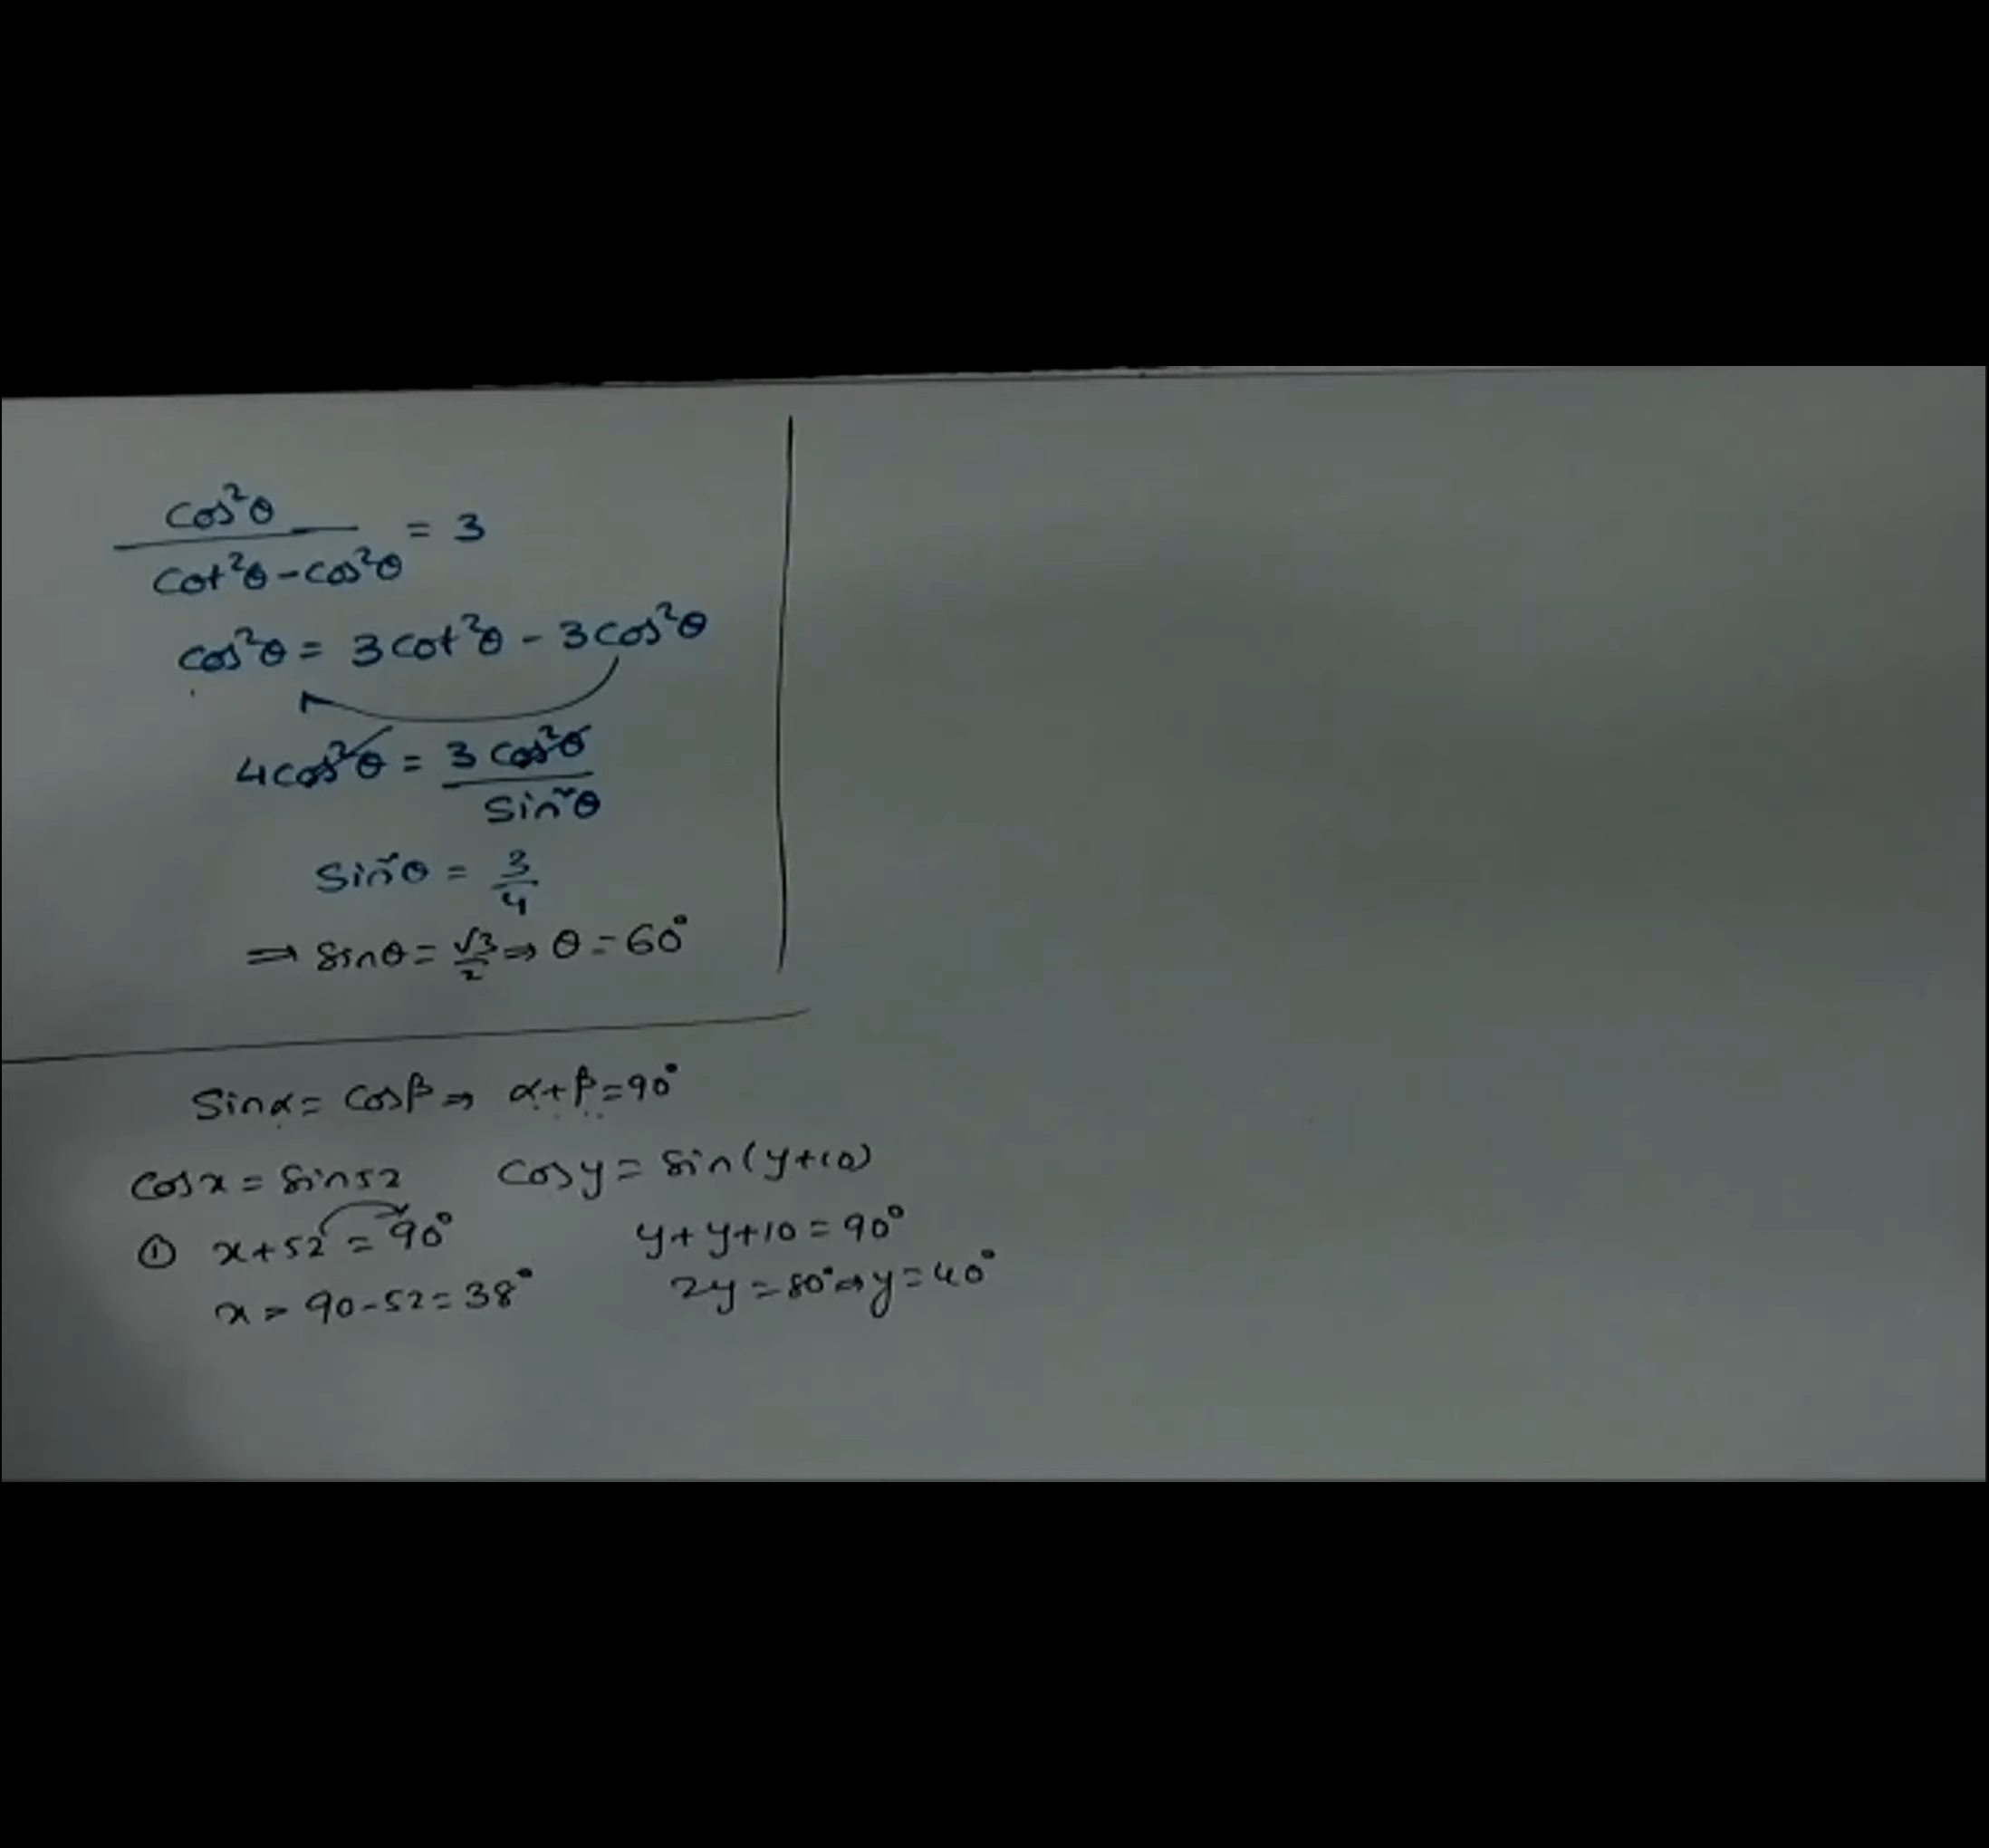 cos²θ / cot²θ - cos²θ = 3
cos²θ = 3cot²θ - 3cos²θ
4cos²θ = 3cos²θ / sin²θ
sin²θ = 3/4
⇒ sinθ = √3/2 ⇒ θ = 60°
sinα = cosβ ⇒ α+β=90°
cosx = sin52 cosy = sin(y+10)
① x+52 = 90° y+y+10 = 90°
x = 90-52 = 38° 2y = 80° ⇒ y = 40°